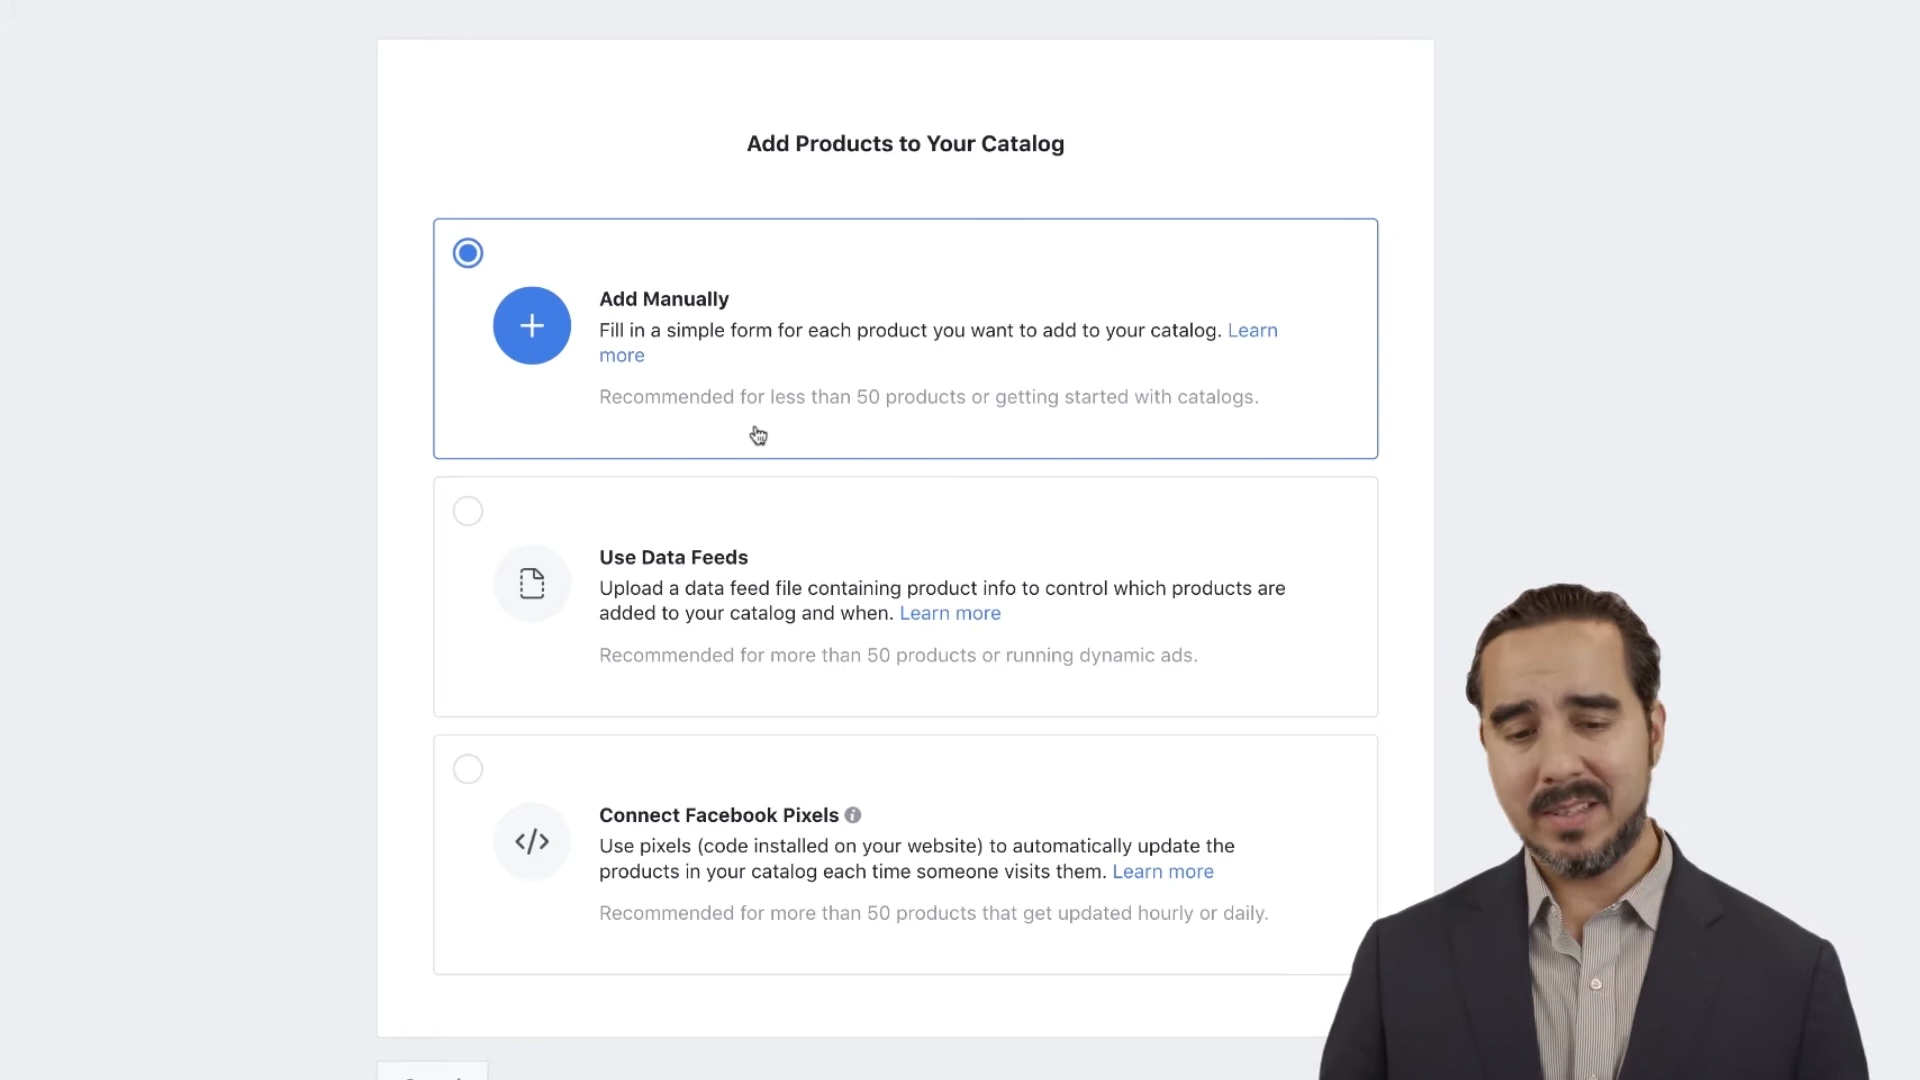 Add Products to Your Catalog
Add Manually
Fill in a simple form for each product you want to add to your catalog. Learn
more
Recommended for less than 50 products or getting started with catalogs.
Use Data Feeds
Upload a data feed file containing product info to control which products are
added to your catalog and when. Learn more
Recommended for more than 50 products or running dynamic ads.
Connect Facebook Pixels
Use pixels (code installed on your website) to automatically update the
products in your catalog each time someone visits them. Learn more
Recommended for more than 50 products that get updated hourly or daily.